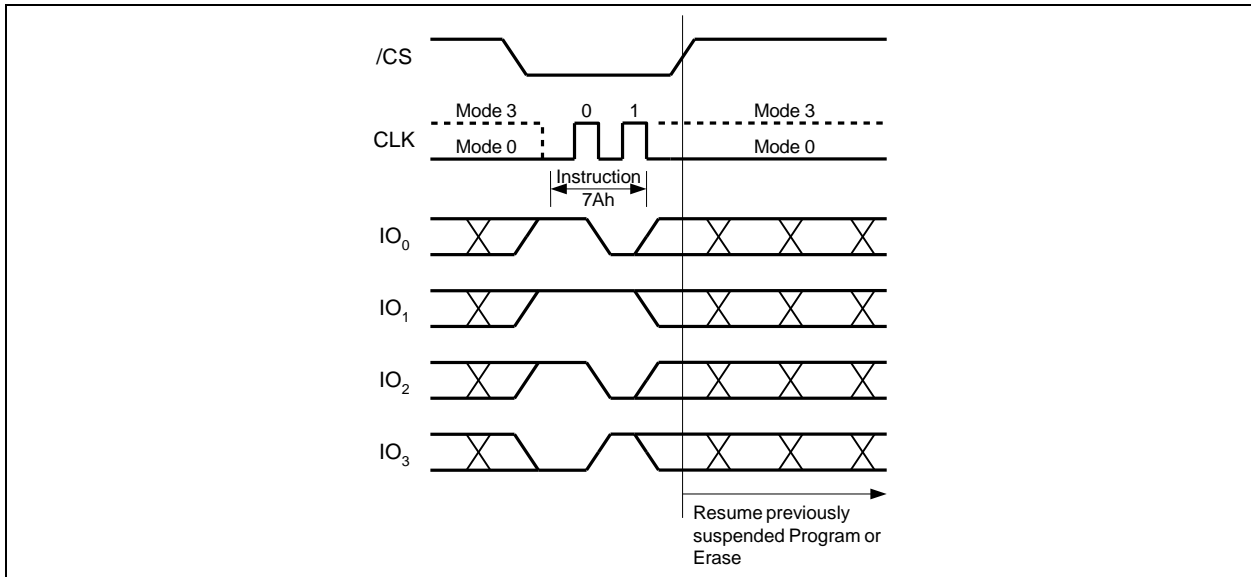 /CS
Mode 3 0 1 Mode 3
CLK
Mode 0 Mode 0
Instruction
7Ah
IO0
IO1
IO2
IO3
Resume previously
suspended Program or
Erase